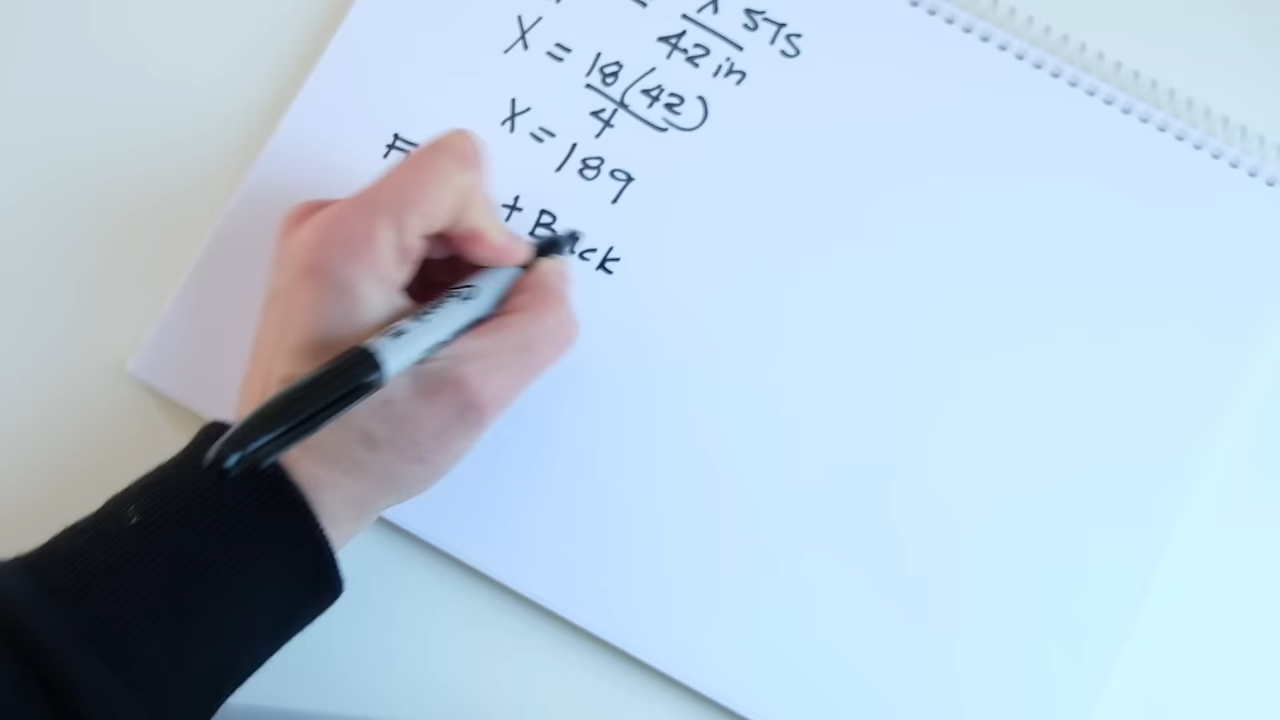 X STS
42 in
X = 18(42)
4
X = 189
+ Back